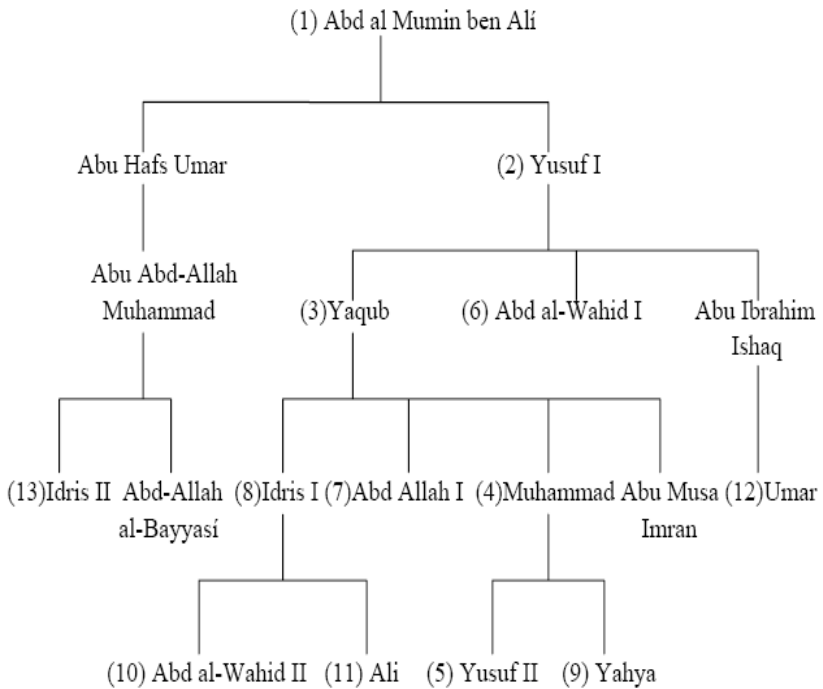 (1) Abd al Mumin ben Alí
Abu Hafs Umar
(2) Yusuf I
Abu Abd-Allah
Muhammad
(3)Yaqub
(6) Abd al-Wahid I
Abu Ibrahim
Ishaq
(13)Idris II
Abd-Allah
al-Bayyasí
(8)Idris I
(7)Abd Allah I
(4)Muhammad
Abu Musa
Imran
(12)Umar
(10) Abd al-Wahid II
(11) Ali
(5) Yusuf II
(9) Yahya